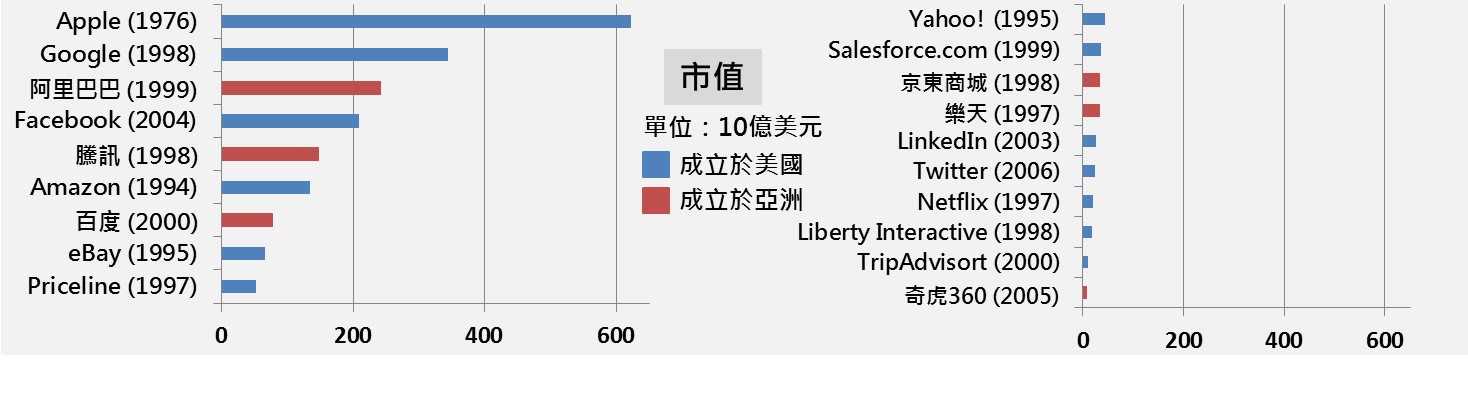 Apple (1976)
Google (1998)
阿里巴巴 (1999)
Facebook (2004)
騰訊 (1998)
Amazon (1994)
百度 (2000)
eBay (1995)
Priceline (1997)
0 200 400 600
市值
單位：10億美元
成立於美國
成立於亞洲
Yahoo! (1995)
Salesforce.com (1999)
京東商城 (1998)
樂天 (1997)
LinkedIn (2003)
Twitter (2006)
Netflix (1997)
Liberty Interactive (1998)
TripAdvisort (2000)
奇虎360 (2005)
0 200 400 600